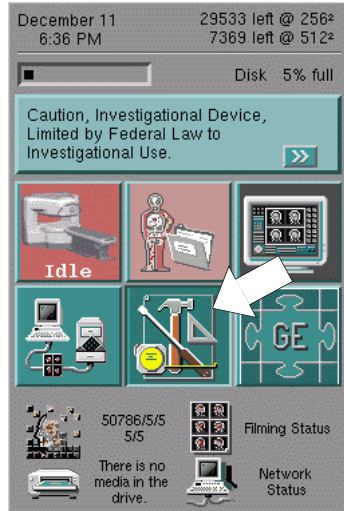 December 11
29533 left @ 256²
6:36 PM
7369 left @ 512²
Disk 5% full
Caution, Investigational Device,
Limited by Federal Law to
Investigational Use.
>>
Idle
GE
50786/5/5
5/5
Filming Status
There is no
media in the
drive.
Network
Status